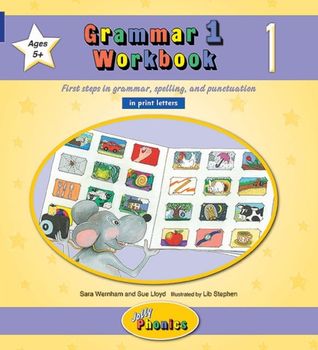 Ages
5+
Grammar 1
Workbook
1
First steps in grammar, spelling, and punctuation
in print letters
Sara Wernham and Sue Lloyd Illustrated by Lib Stephen
Jolly
Phonics